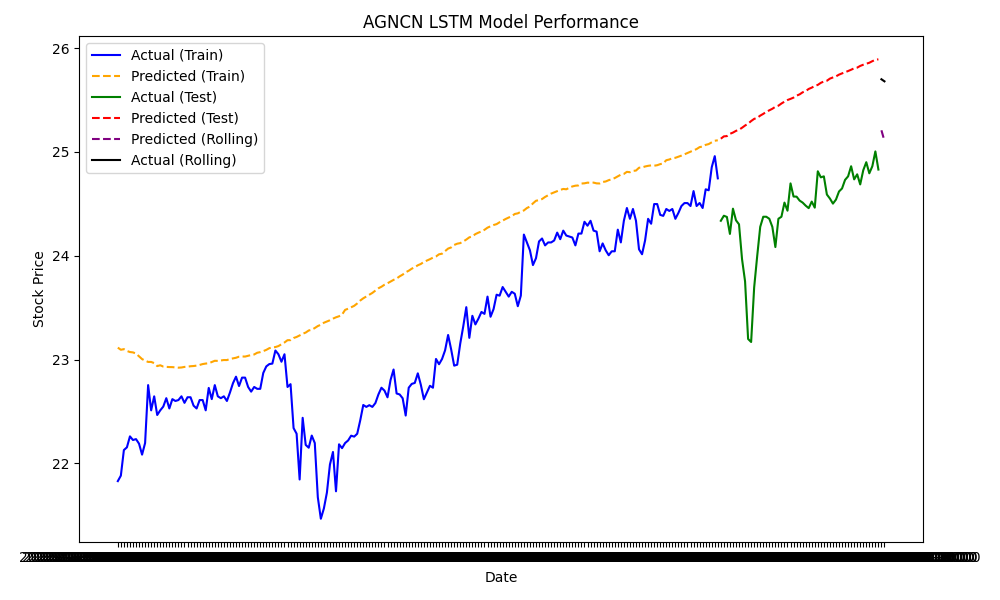 AGNCN LSTM Model Performance
Actual (Train)
Predicted (Train)
Actual (Test)
Predicted (Test)
Predicted (Rolling)
Actual (Rolling)
26
25
24
23
22
Stock Price
Date